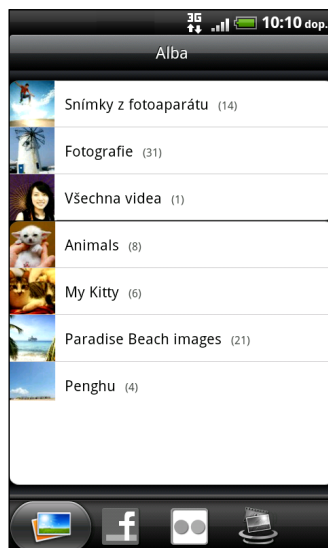 3G
10:10 dop.
Alba
Snímky z fotoaparátu (14)
Fotografie (31)
Všechna videa (1)
Animals (8)
My Kitty (6)
Paradise Beach images (21)
Penghu (4)
f